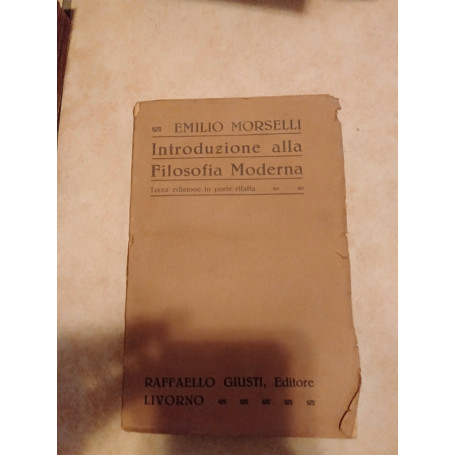 EMILIO MORSELLI
Introduzione alla
Filosofia Moderna
Terza edizione in parte rifatta
RAFFAELLO GIUSTI, Editore
LIVORNO